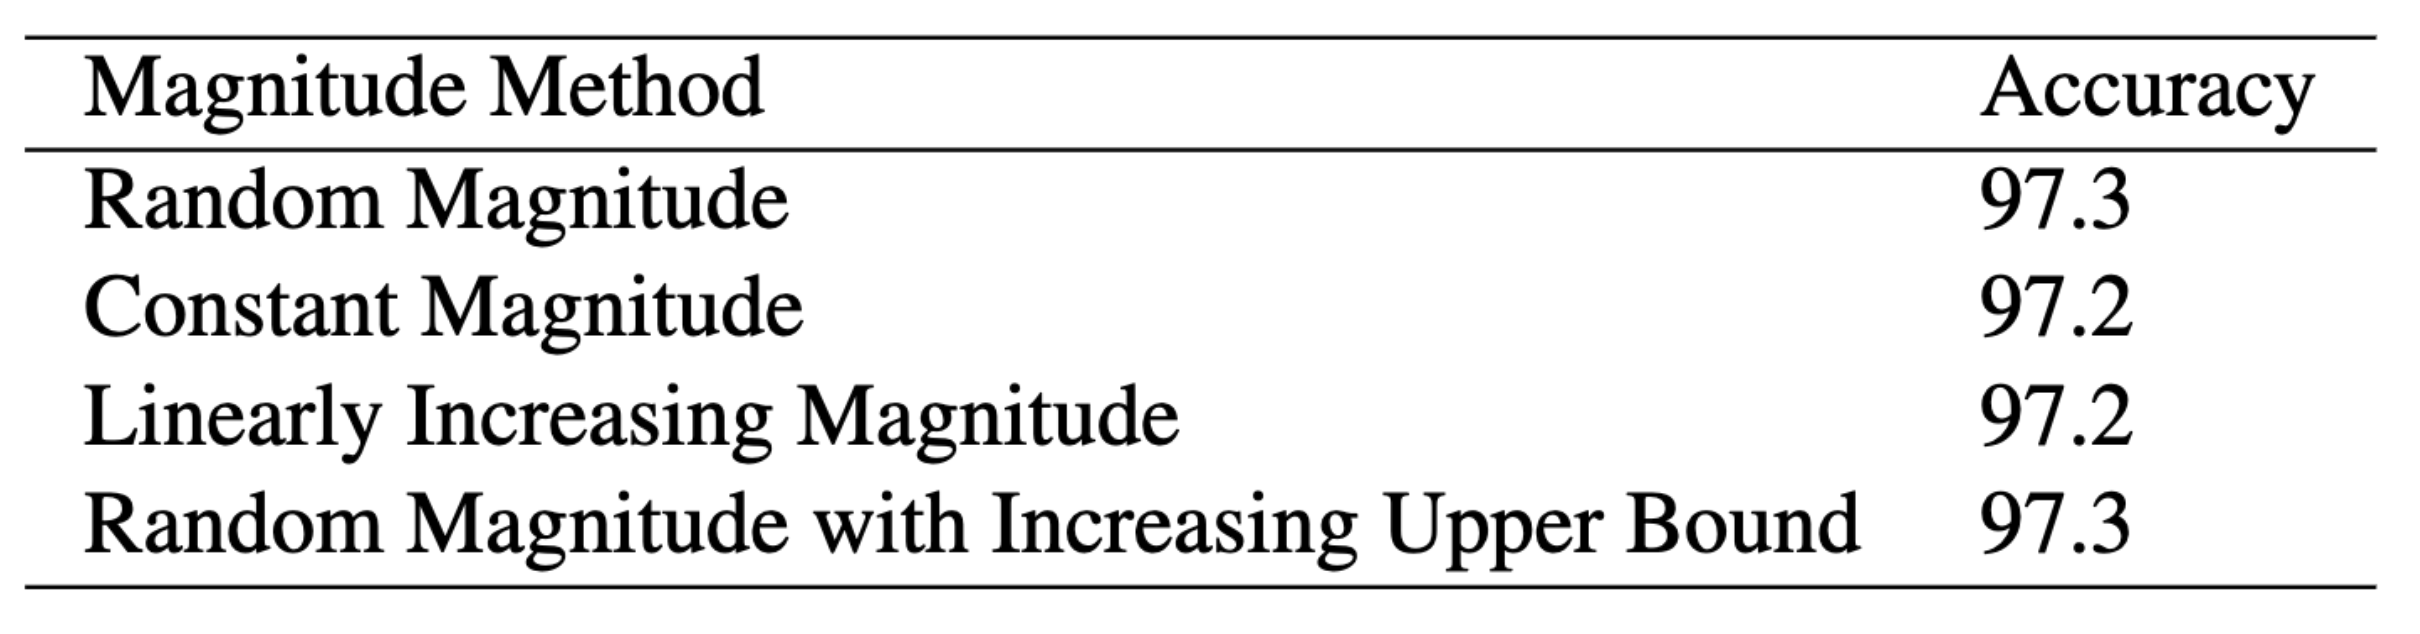 Magnitude Method Accuracy
Random Magnitude 97.3
Constant Magnitude 97.2
Linearly Increasing Magnitude 97.2
Random Magnitude with Increasing Upper Bound 97.3